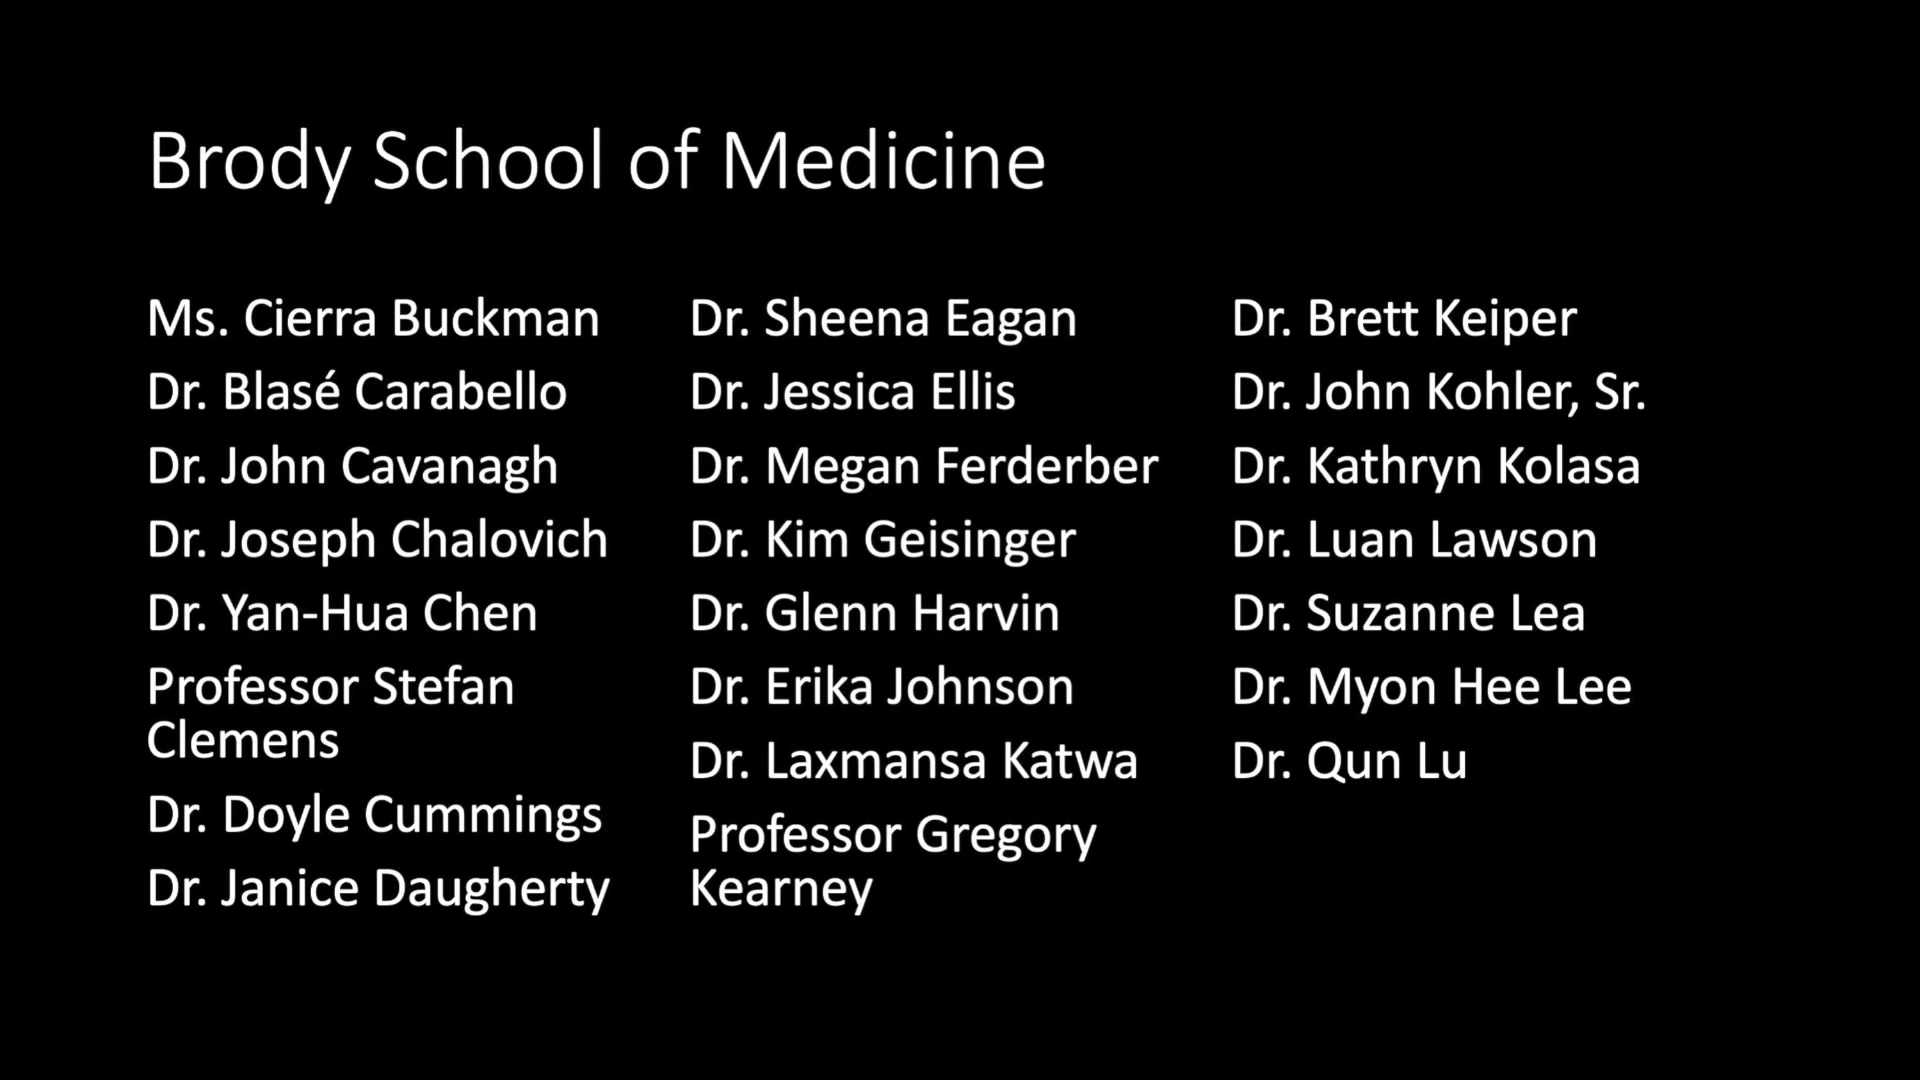 Brody School of Medicine
Ms. Cierra Buckman
Dr. Blasé Carabello
Dr. John Cavanagh
Dr. Joseph Chalovich
Dr. Yan-Hua Chen
Professor Stefan
Clemens
Dr. Doyle Cummings
Dr. Janice Daugherty
Dr. Sheena Eagan
Dr. Jessica Ellis
Dr. Megan Ferderber
Dr. Kim Geisinger
Dr. Glenn Harvin
Dr. Erika Johnson
Dr. Laxmansa Katwa
Professor Gregory
Kearney
Dr. Brett Keiper
Dr. John Kohler, Sr.
Dr. Kathryn Kolasa
Dr. Luan Lawson
Dr. Suzanne Lea
Dr. Myon Hee Lee
Dr. Qun Lu